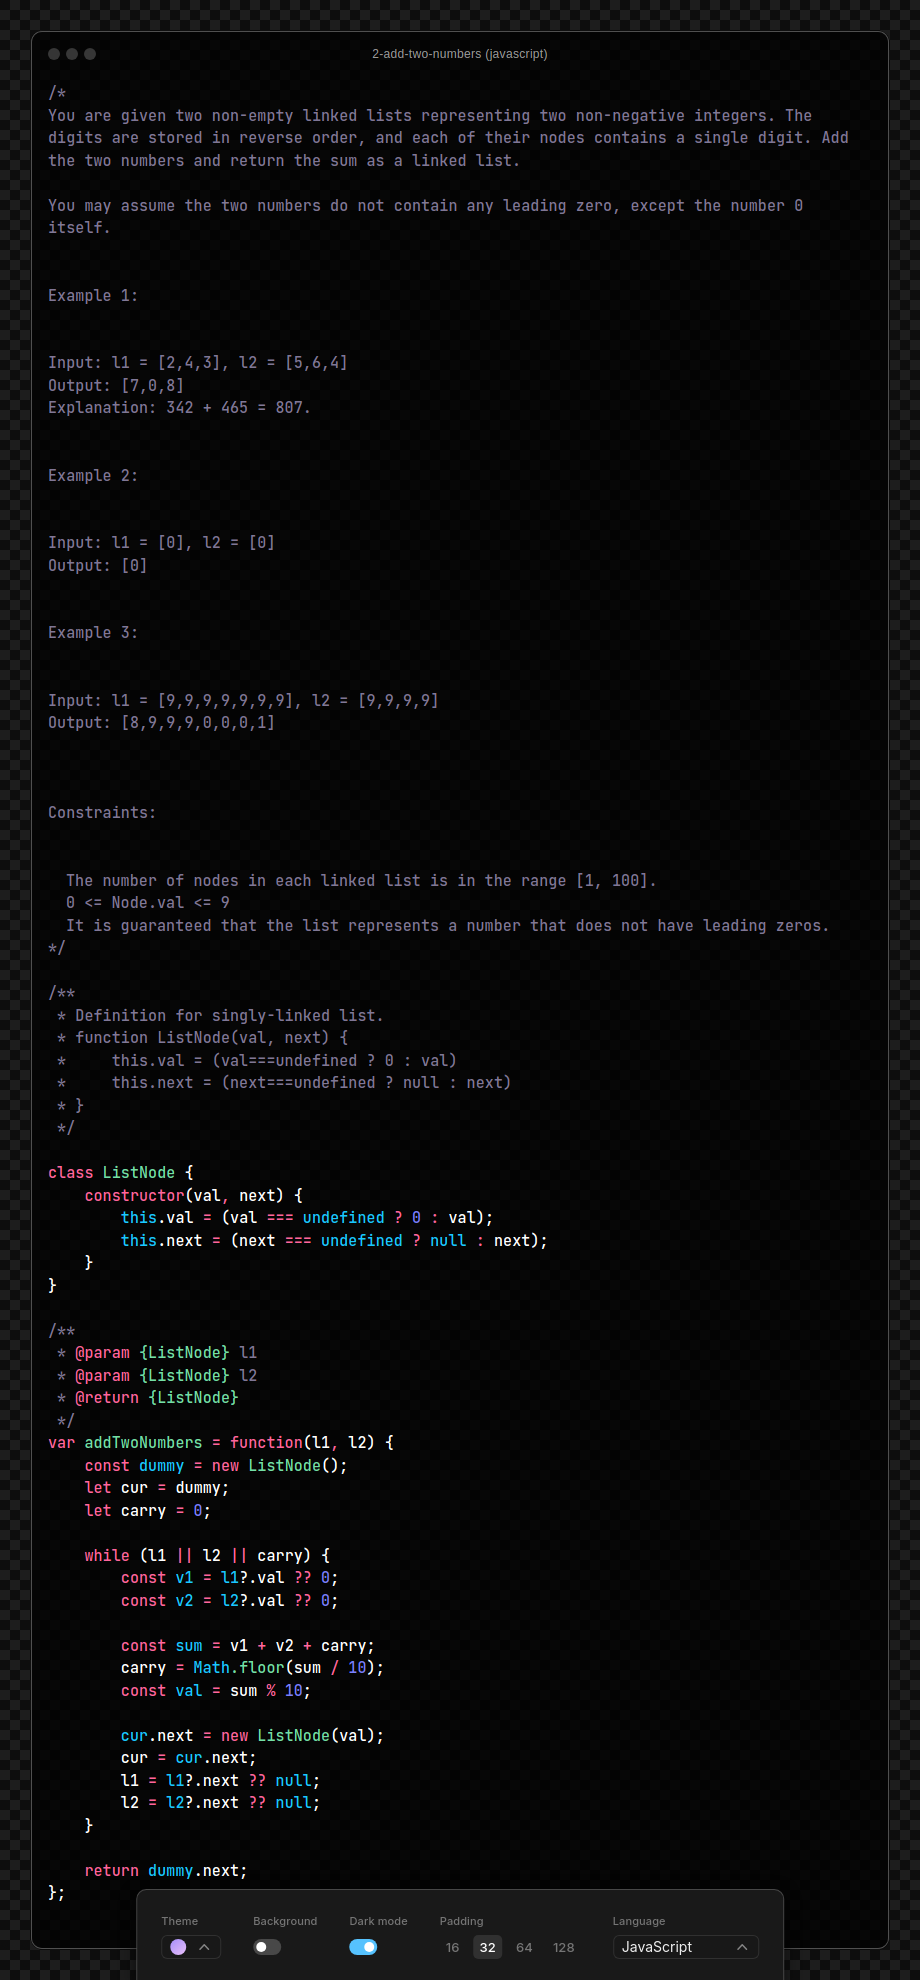 2-add-two-numbers (javascript)
/*
You are given two non-empty linked lists representing two non-negative integers. The
digits are stored in reverse order, and each of their nodes contains a single digit. Add
the two numbers and return the sum as a linked list.

You may assume the two numbers do not contain any leading zero, except the number 0
itself.


Example 1:


Input: l1 = [2,4,3], l2 = [5,6,4]
Output: [7,0,8]
Explanation: 342 + 465 = 807.


Example 2:


Input: l1 = [0], l2 = [0]
Output: [0]


Example 3:


Input: l1 = [9,9,9,9,9,9,9], l2 = [9,9,9,9]
Output: [8,9,9,9,0,0,0,1]



Constraints:


  The number of nodes in each linked list is in the range [1, 100].
  0 <= Node.val <= 9
  It is guaranteed that the list represents a number that does not have leading zeros.
*/

/**
 * Definition for singly-linked list.
 * function ListNode(val, next) {
 *     this.val = (val===undefined ? 0 : val)
 *     this.next = (next===undefined ? null : next)
 * }
 */

class ListNode {
    constructor(val, next) {
        this.val = (val === undefined ? 0 : val);
        this.next = (next === undefined ? null : next);
    }
}

/**
 * @param {ListNode} l1
 * @param {ListNode} l2
 * @return {ListNode}
 */
var addTwoNumbers = function(l1, l2) {
    const dummy = new ListNode();
    let cur = dummy;
    let carry = 0;

    while (l1 || l2 || carry) {
        const v1 = l1?.val ?? 0;
        const v2 = l2?.val ?? 0;

        const sum = v1 + v2 + carry;
        carry = Math.floor(sum / 10);
        const val = sum % 10;

        cur.next = new ListNode(val);
        cur = cur.next;
        l1 = l1?.next ?? null;
        l2 = l2?.next ?? null;
    }

    return dummy.next;
};
Theme Background Dark mode Padding Language
16 32 64 128 JavaScript